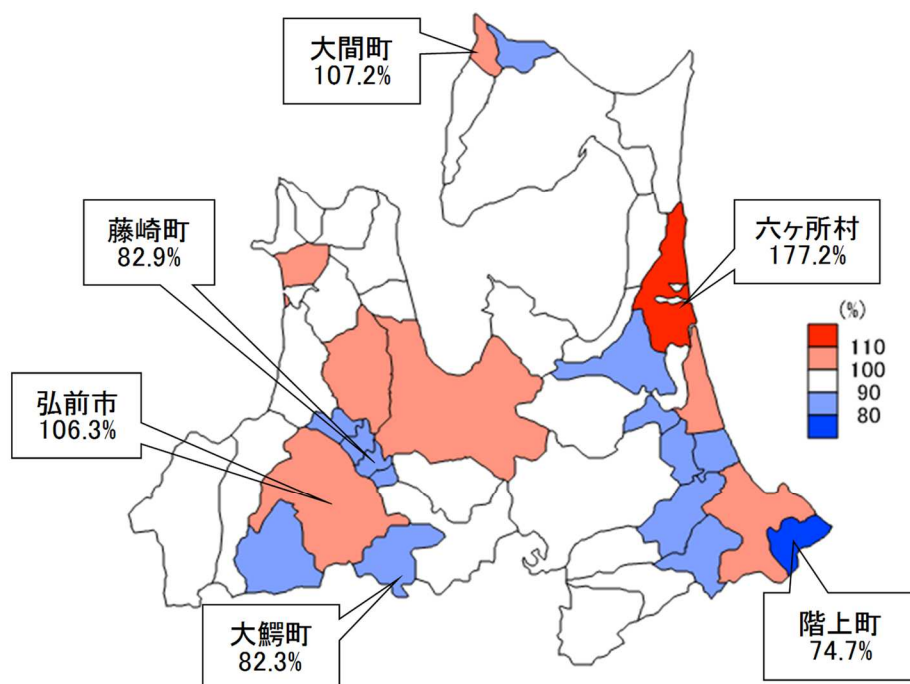 大間町
107.2%
藤崎町
82.9%
六ヶ所村
177.2%
(%)
110
100
90
80
弘前市
106.3%
大鰐町
82.3%
階上町
74.7%